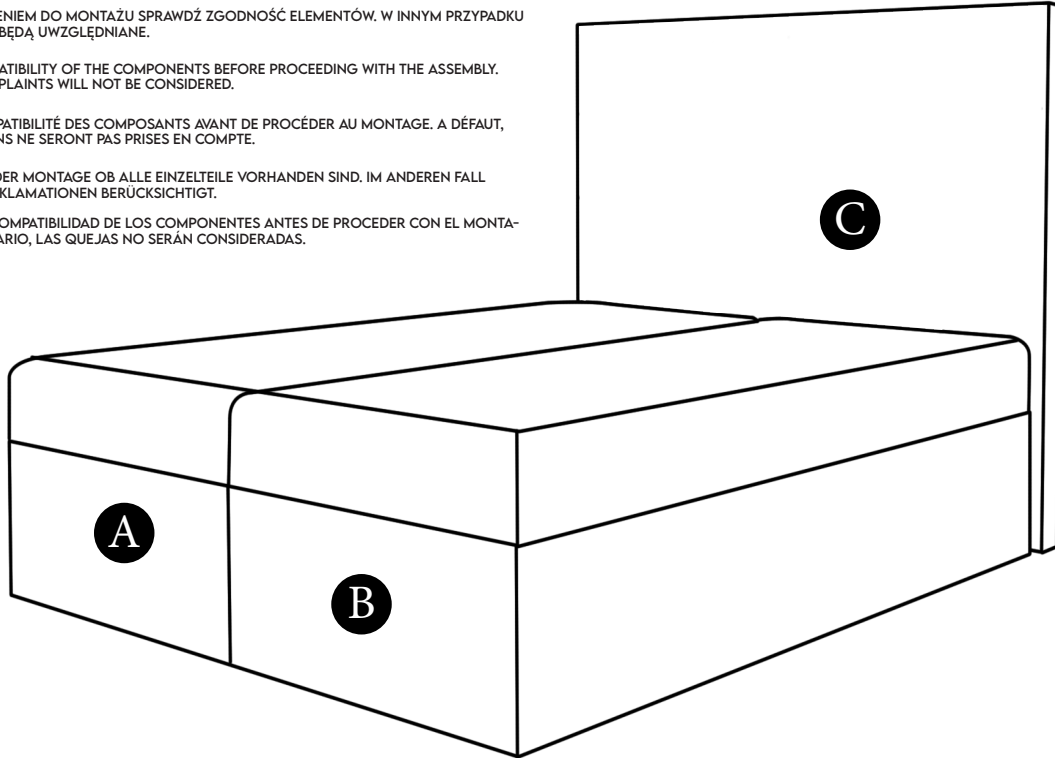 ENIEM DO MONTAŻU SPRAWDŹ ZGODNOŚĆ ELEMENTÓW. W INNYM PRZYPADKU
BĘDĄ UWZGLĘDNIANE.
ATIBILITY OF THE COMPONENTS BEFORE PROCEEDING WITH THE ASSEMBLY.
PLAINTS WILL NOT BE CONSIDERED.
PATIBILITÉ DES COMPOSANTS AVANT DE PROCÉDER AU MONTAGE. A DÉFAUT,
NS NE SERONT PAS PRISES EN COMPTE.
DER MONTAGE OB ALLE EINZELTEILE VORHANDEN SIND. IM ANDEREN FALL
KLAMATIONEN BERÜCKSICHTIGT.
OMPATIBILIDAD DE LOS COMPONENTES ANTES DE PROCEDER CON EL MONTA-
ARIO, LAS QUEJAS NO SERÁN CONSIDERADAS.
C
A
B